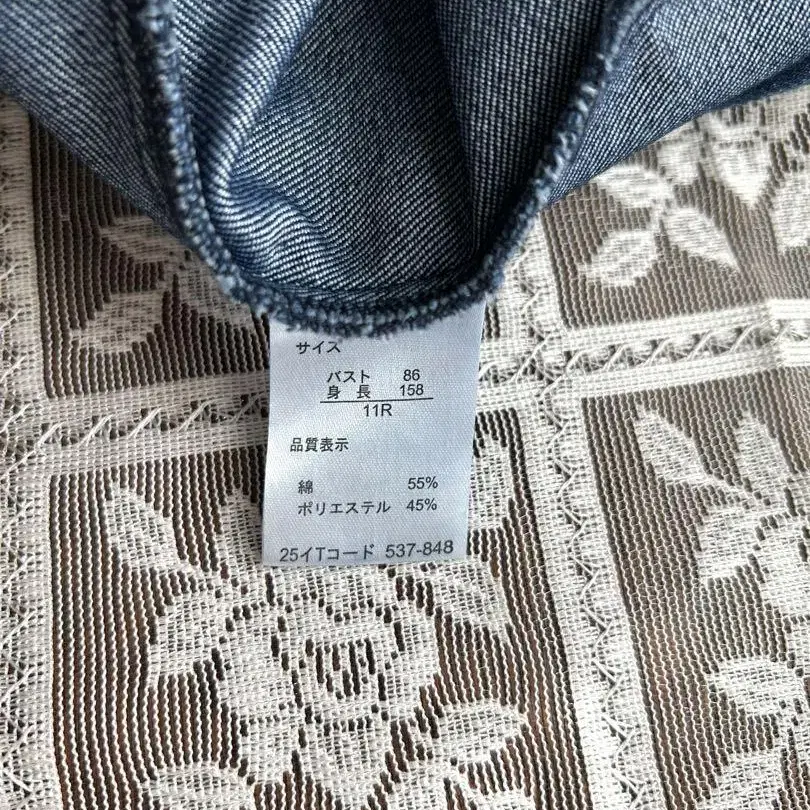 サイズ
バスト 86
身長 158
11R
品質表示
綿 55%
ポリエステル 45%
25イTコード 537-848